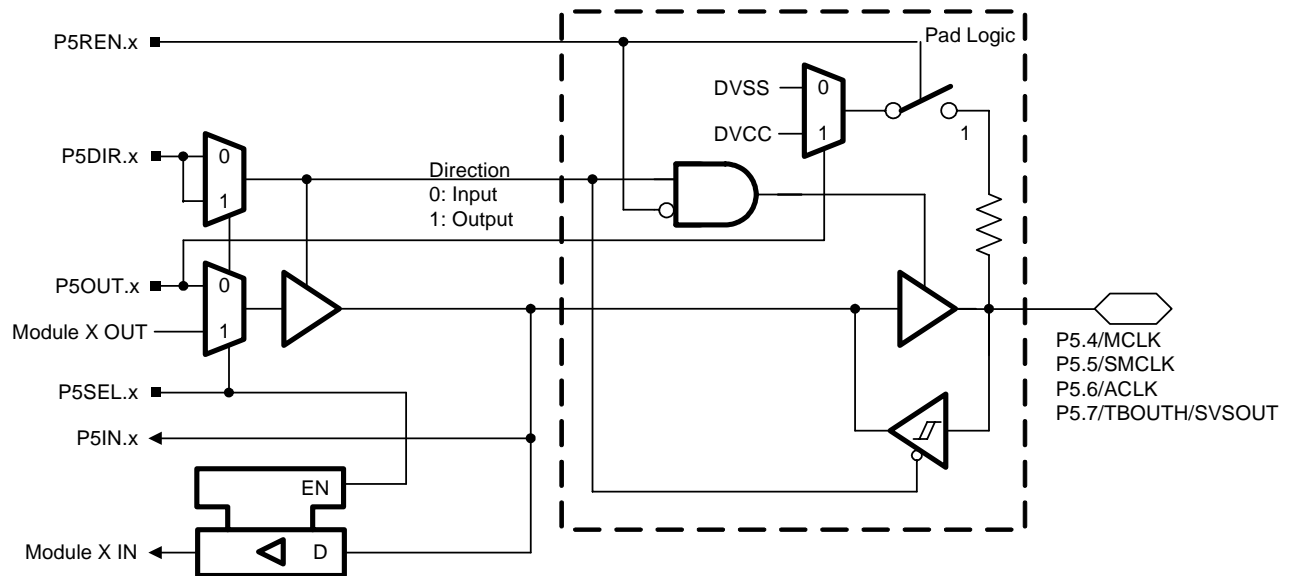 P5REN.x
Pad Logic
DVSS
0
DVCC
1
1
P5DIR.x
0
1
Direction
0: Input
1: Output
P5OUT.x
0
Module X OUT
1
P5.4/MCLK
P5.5/SMCLK
P5.6/ACLK
P5.7/TBOUTH/SVSOUT
P5SEL.x
P5IN.x
EN
Module X IN
D